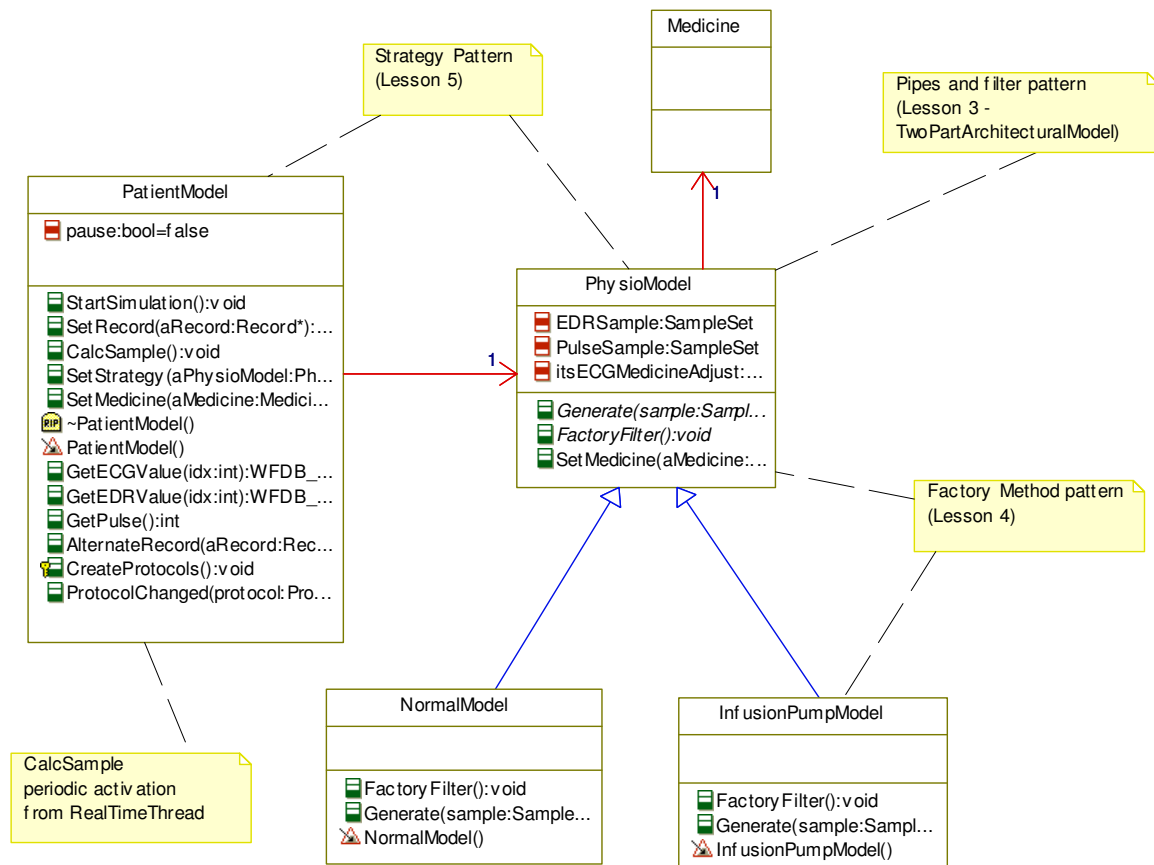 Medicine
Strategy Pattern
(Lesson 5)
Pipes and filter pattern
(Lesson 3 -
TwoPartArchitecturalModel)
PatientModel
pause:bool=false
StartSimulation():void
SetRecord(aRecord:Record*):...
CalcSample():void
SetStrategy(aPhysioModel:Ph...
SetMedicine(aMedicine:Medici...
RIP ~PatientModel()
PatientModel()
GetECGValue(idx:int):WFDB_...
GetEDRValue(idx:int):WFDB_...
GetPulse():int
AlternateRecord(aRecord:Rec...
CreateProtocols():void
ProtocolChanged(protocol:Pro...
1
1
PhysioModel
EDRSample:SampleSet
PulseSample:SampleSet
itsECGMedicineAdjust:...
Generate(sample:Sampl...
FactoryFilter():void
SetMedicine(aMedicine:...
Factory Method pattern
(Lesson 4)
CalcSample
periodic activation
from RealTimeThread
NormalModel
FactoryFilter():void
Generate(sample:Sample...
NormalModel()
InfusionPumpModel
FactoryFilter():void
Generate(sample:Sampl...
InfusionPumpModel()